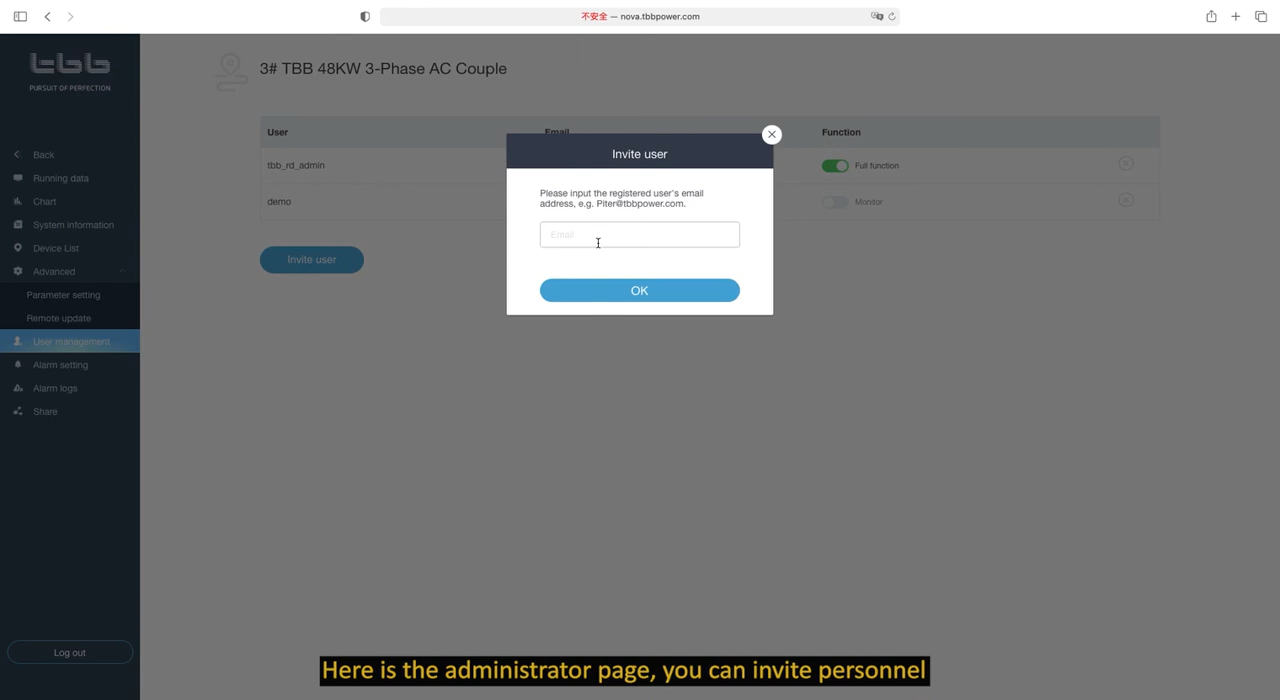 不安全 — nova.tbbpower.com
tbb
PURSUIT OF PERFECTION
Back
Running data
Chart
System information
Device List
Advanced
Parameter setting
Remote update
User management
Alarm setting
Alarm logs
Share
Log out
3# TBB 48KW 3-Phase AC Couple
User Email Function
tbb_rd_admin Full function
demo Monitor
Invite user
Invite user
Please input the registered user's email
address, e.g. Piter@tbbpower.com.
Email
OK
Here is the administrator page, you can invite personnel